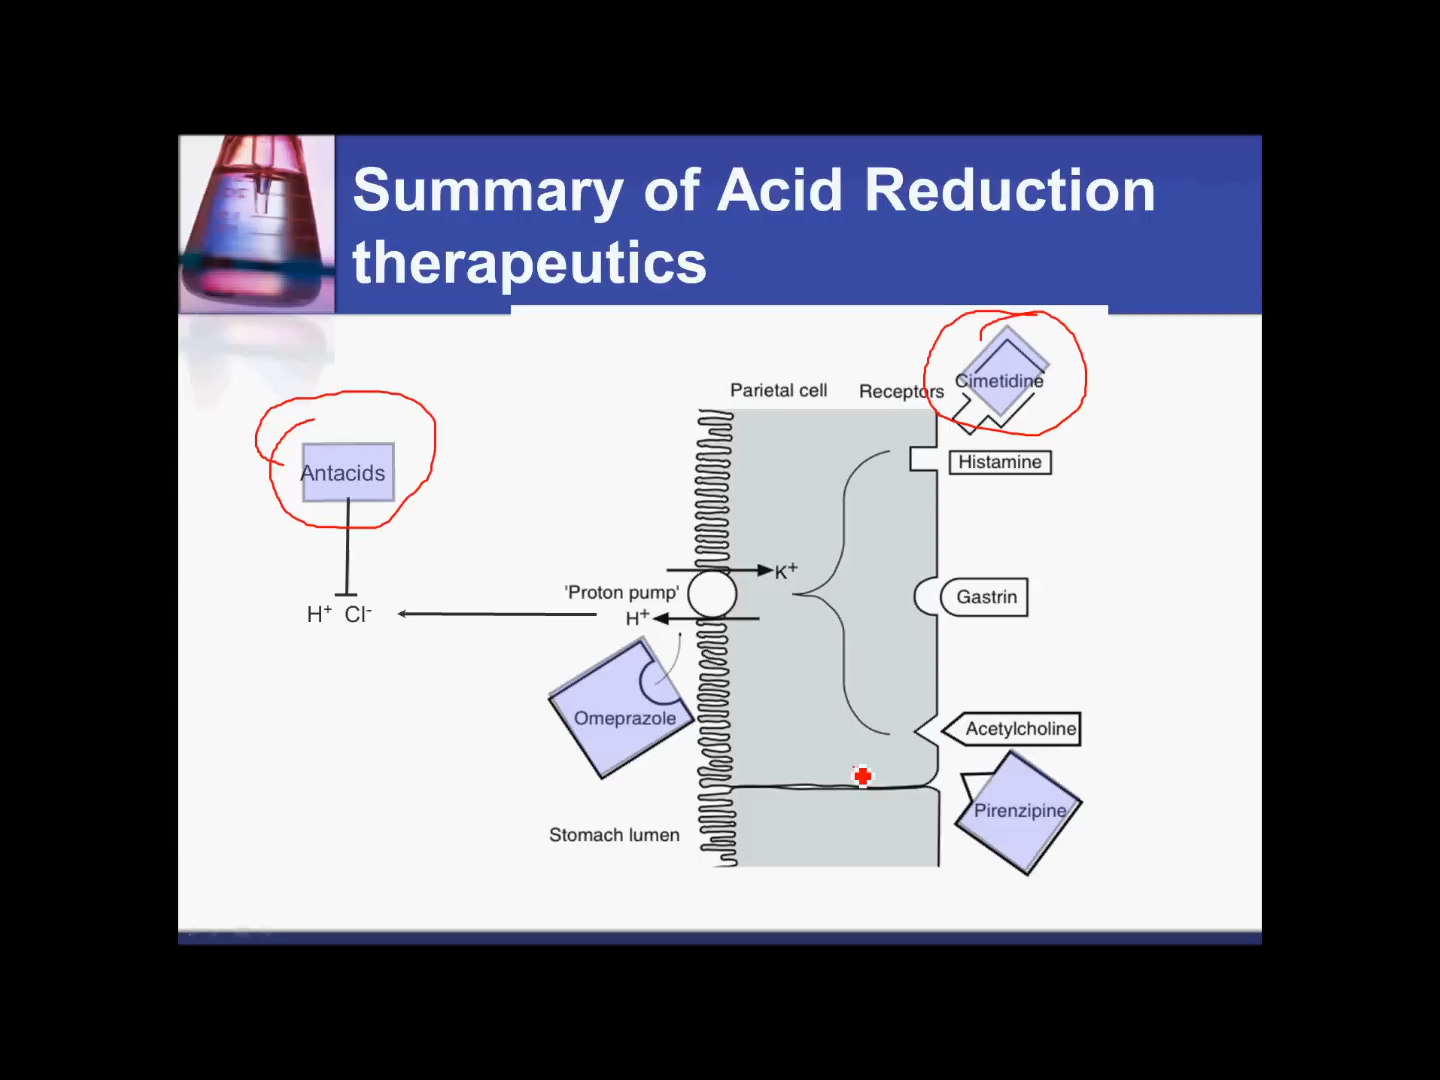 Summary of Acid Reduction
therapeutics
Parietal cell
Receptors
Cimetidine
Antacids
Histamine
K+
'Proton pump'
Gastrin
H+ Cl-
H+
Omeprazole
Acetylcholine
Pirenzipine
Stomach lumen